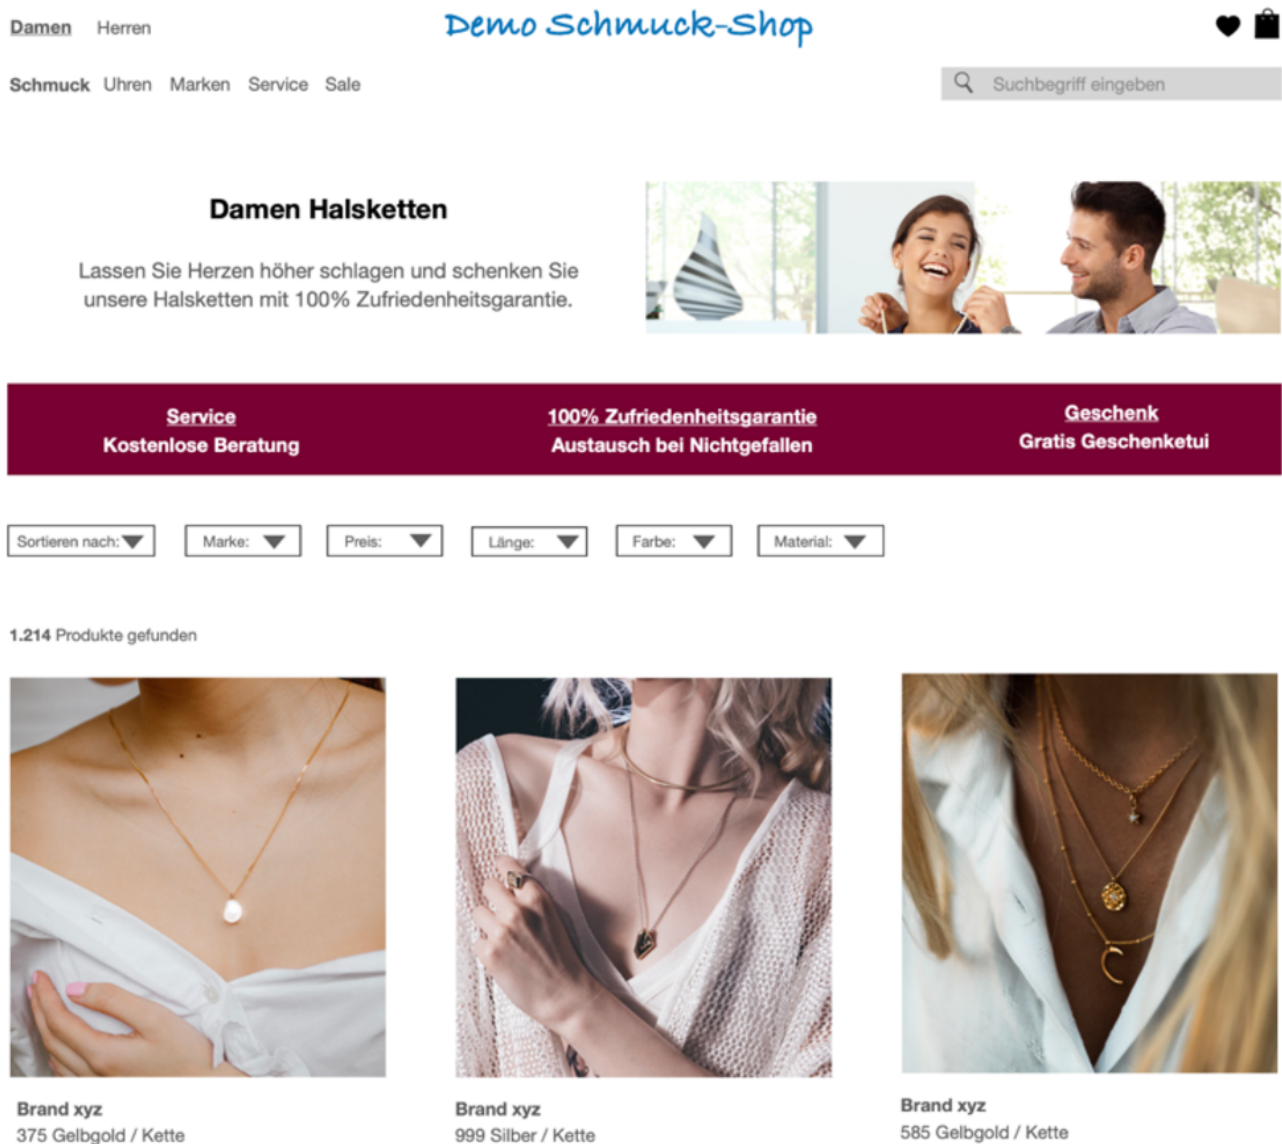 Damen Herren
Demo Schmuck-Shop
Schmuck Uhren Marken Service Sale
Suchbegriff eingeben
Damen Halsketten
Lassen Sie Herzen höher schlagen und schenken Sie
unsere Halsketten mit 100% Zufriedenheitsgarantie.
Service
Kostenlose Beratung
100% Zufriedenheitsgarantie
Austausch bei Nichtgefallen
Geschenk
Gratis Geschenketui
Sortieren nach: Marke: Preis: Länge: Farbe: Material:
1.214 Produkte gefunden
Brand xyz
375 Gelbgold / Kette
Brand xyz
999 Silber / Kette
Brand xyz
585 Gelbgold / Kette